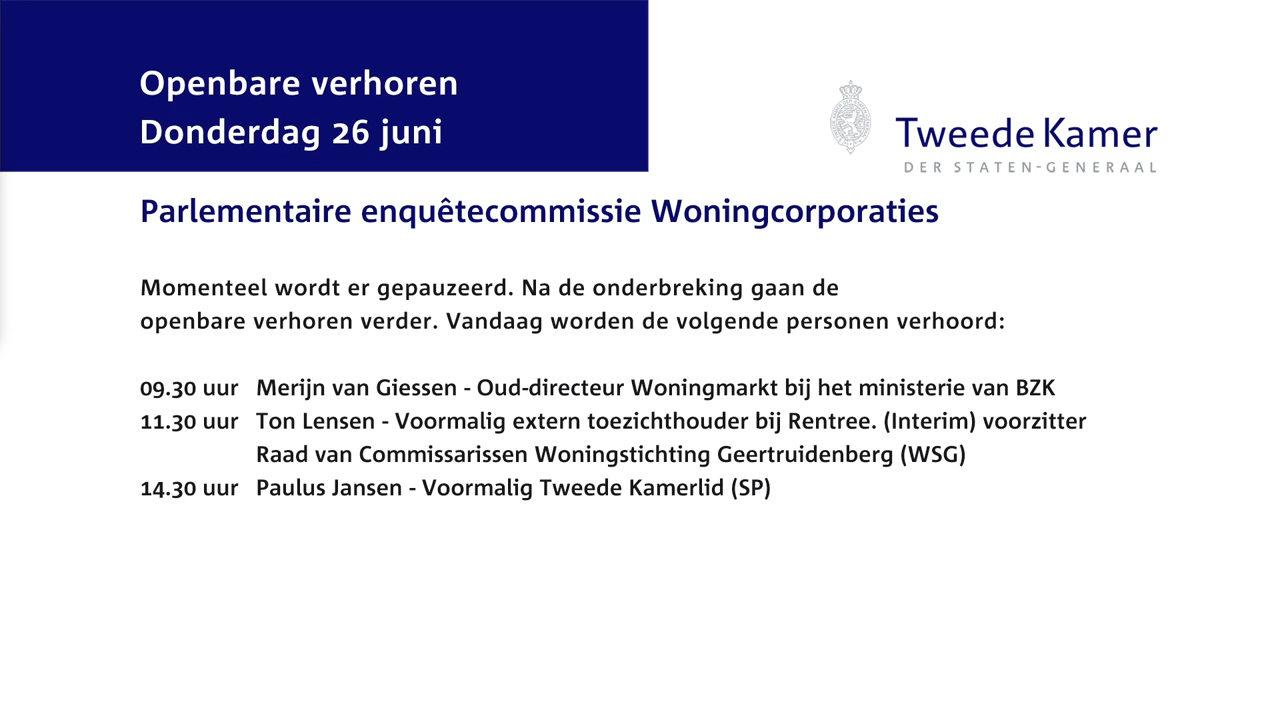 Openbare verhoren
Donderdag 26 juni
Tweede Kamer
DER STATEN-GENERAAL
Parlementaire enquêtecommissie Woningcorporaties
Momenteel wordt er gepauzeerd. Na de onderbreking gaan de
openbare verhoren verder. Vandaag worden de volgende personen verhoord:
09.30 uur Merijn van Giessen - Oud-directeur Woningmarkt bij het ministerie van BZK
11.30 uur Ton Lensen - Voormalig extern toezichthouder bij Rentree. (Interim) voorzitter
Raad van Commissarissen Woningstichting Geertruidenberg (WSG)
14.30 uur Paulus Jansen - Voormalig Tweede Kamerlid (SP)